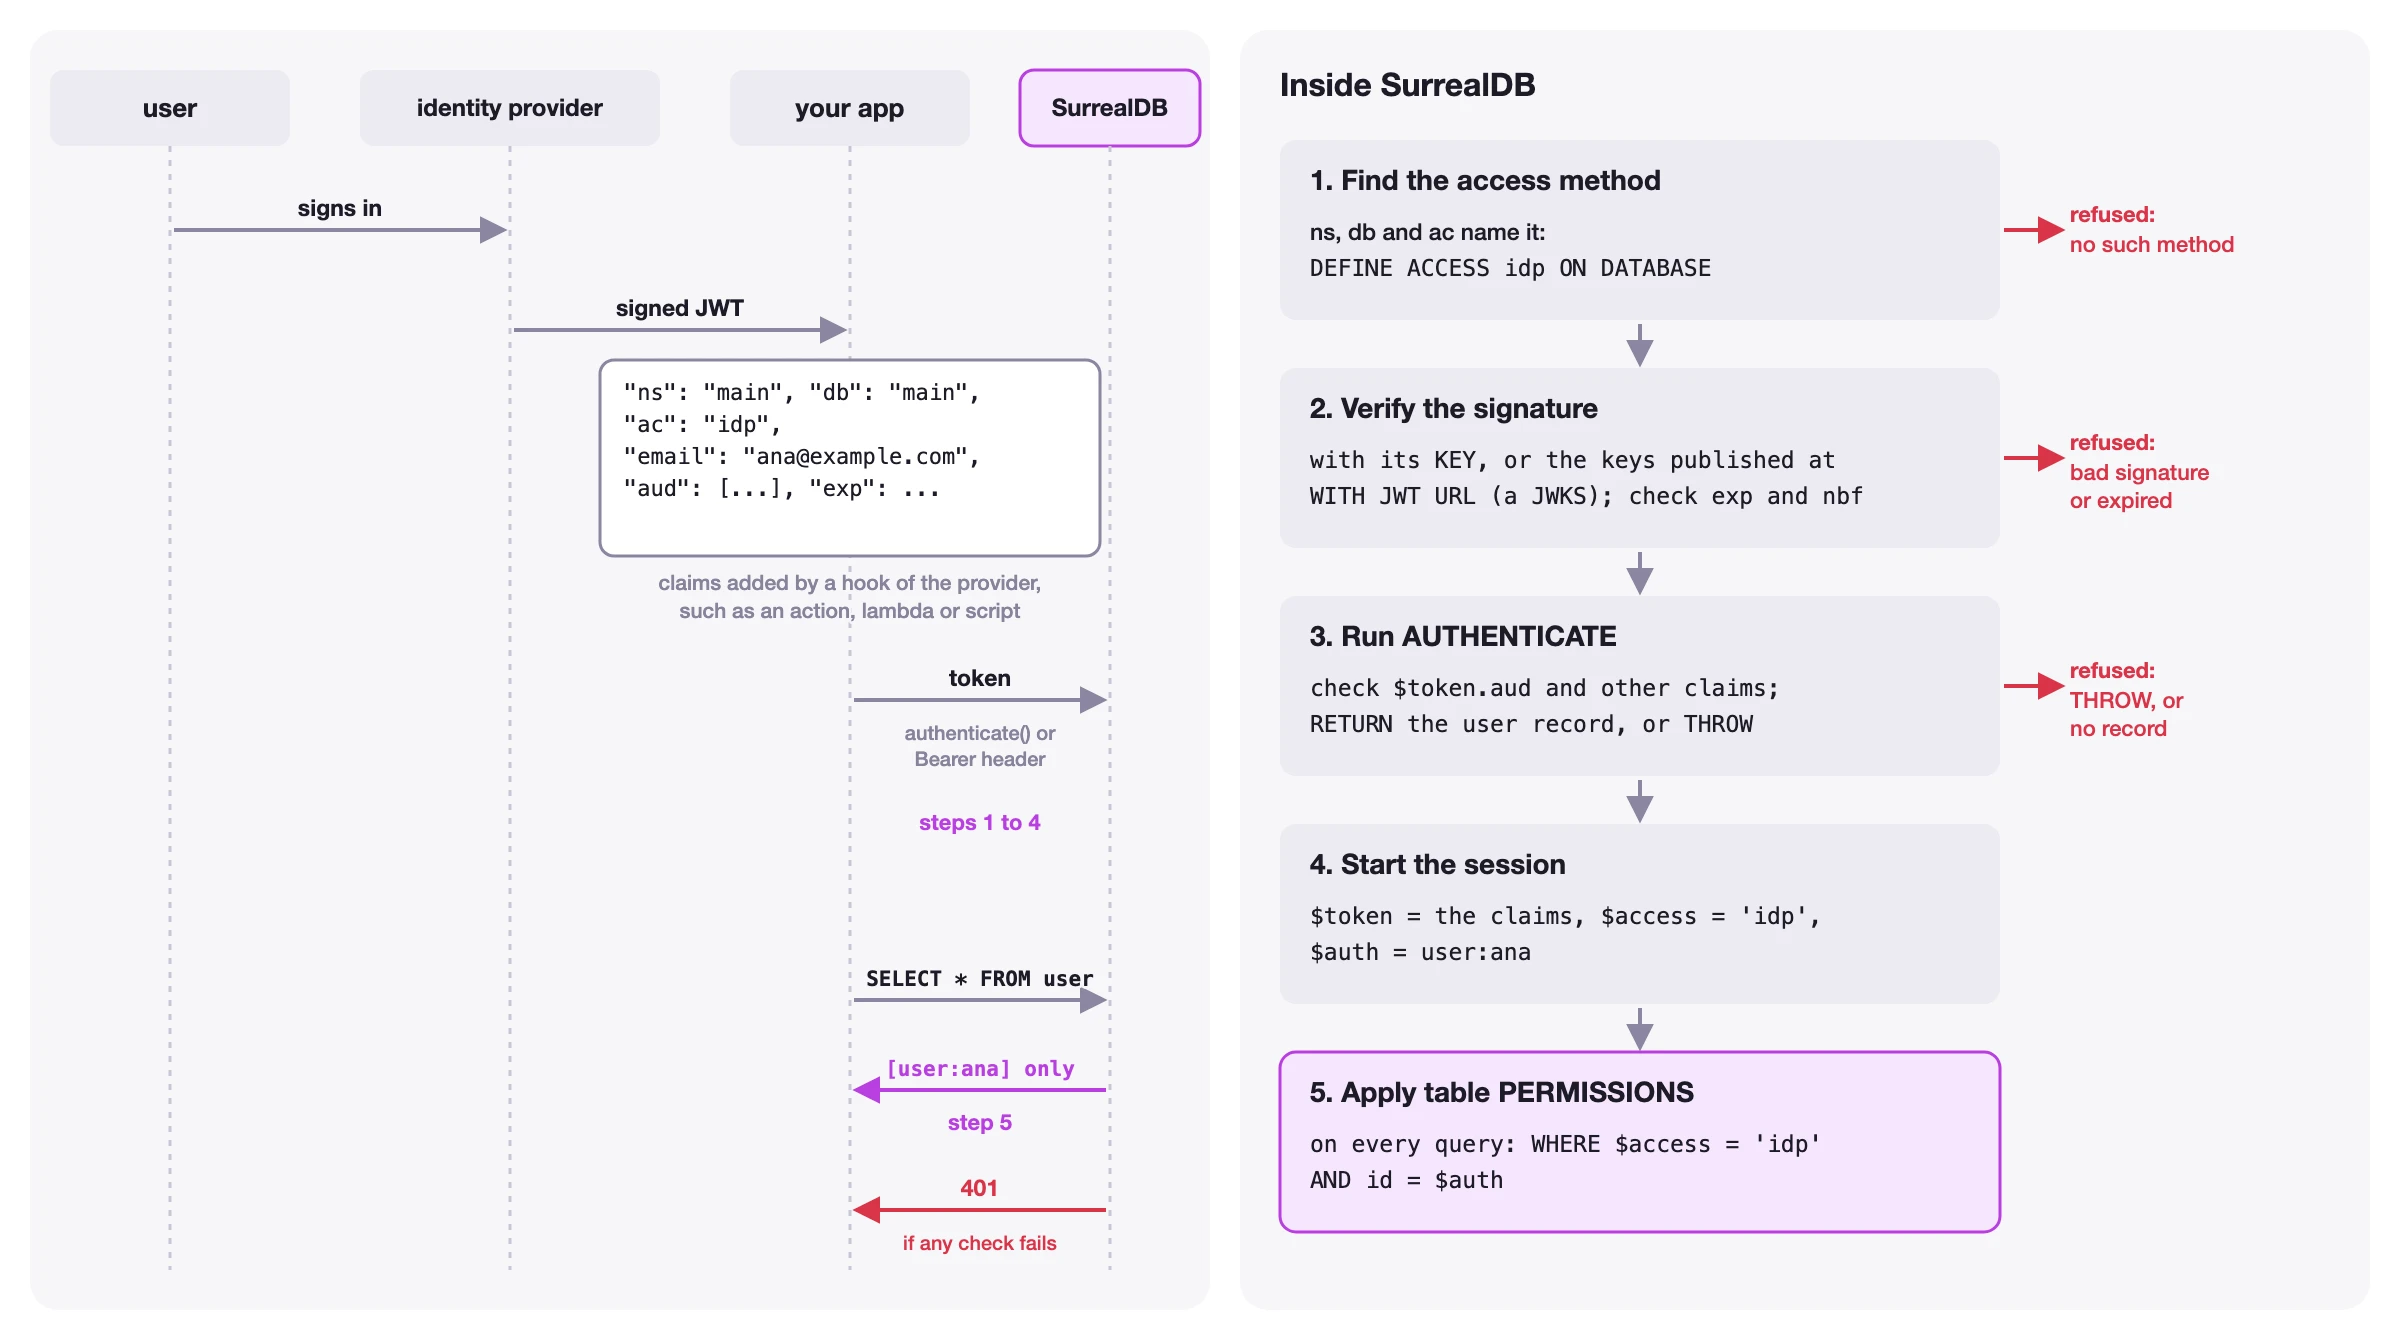 user
identity provider
your app
SurrealDB
signs in
signed JWT
"ns": "main", "db": "main",
"ac": "idp",
"email": "ana@example.com",
"aud": [...], "exp": ...
claims added by a hook of the provider,
such as an action, lambda or script
token
authenticate() or
Bearer header
steps 1 to 4
SELECT * FROM user
[user:ana] only
step 5
401
if any check fails
Inside SurrealDB
1. Find the access method
ns, db and ac name it:
DEFINE ACCESS idp ON DATABASE
refused:
no such method
2. Verify the signature
with its KEY, or the keys published at
WITH JWT URL (a JWKS); check exp and nbf
refused:
bad signature
or expired
3. Run AUTHENTICATE
check $token.aud and other claims;
RETURN the user record, or THROW
refused:
THROW, or
no record
4. Start the session
$token = the claims, $access = 'idp',
$auth = user:ana
5. Apply table PERMISSIONS
on every query: WHERE $access = 'idp'
AND id = $auth